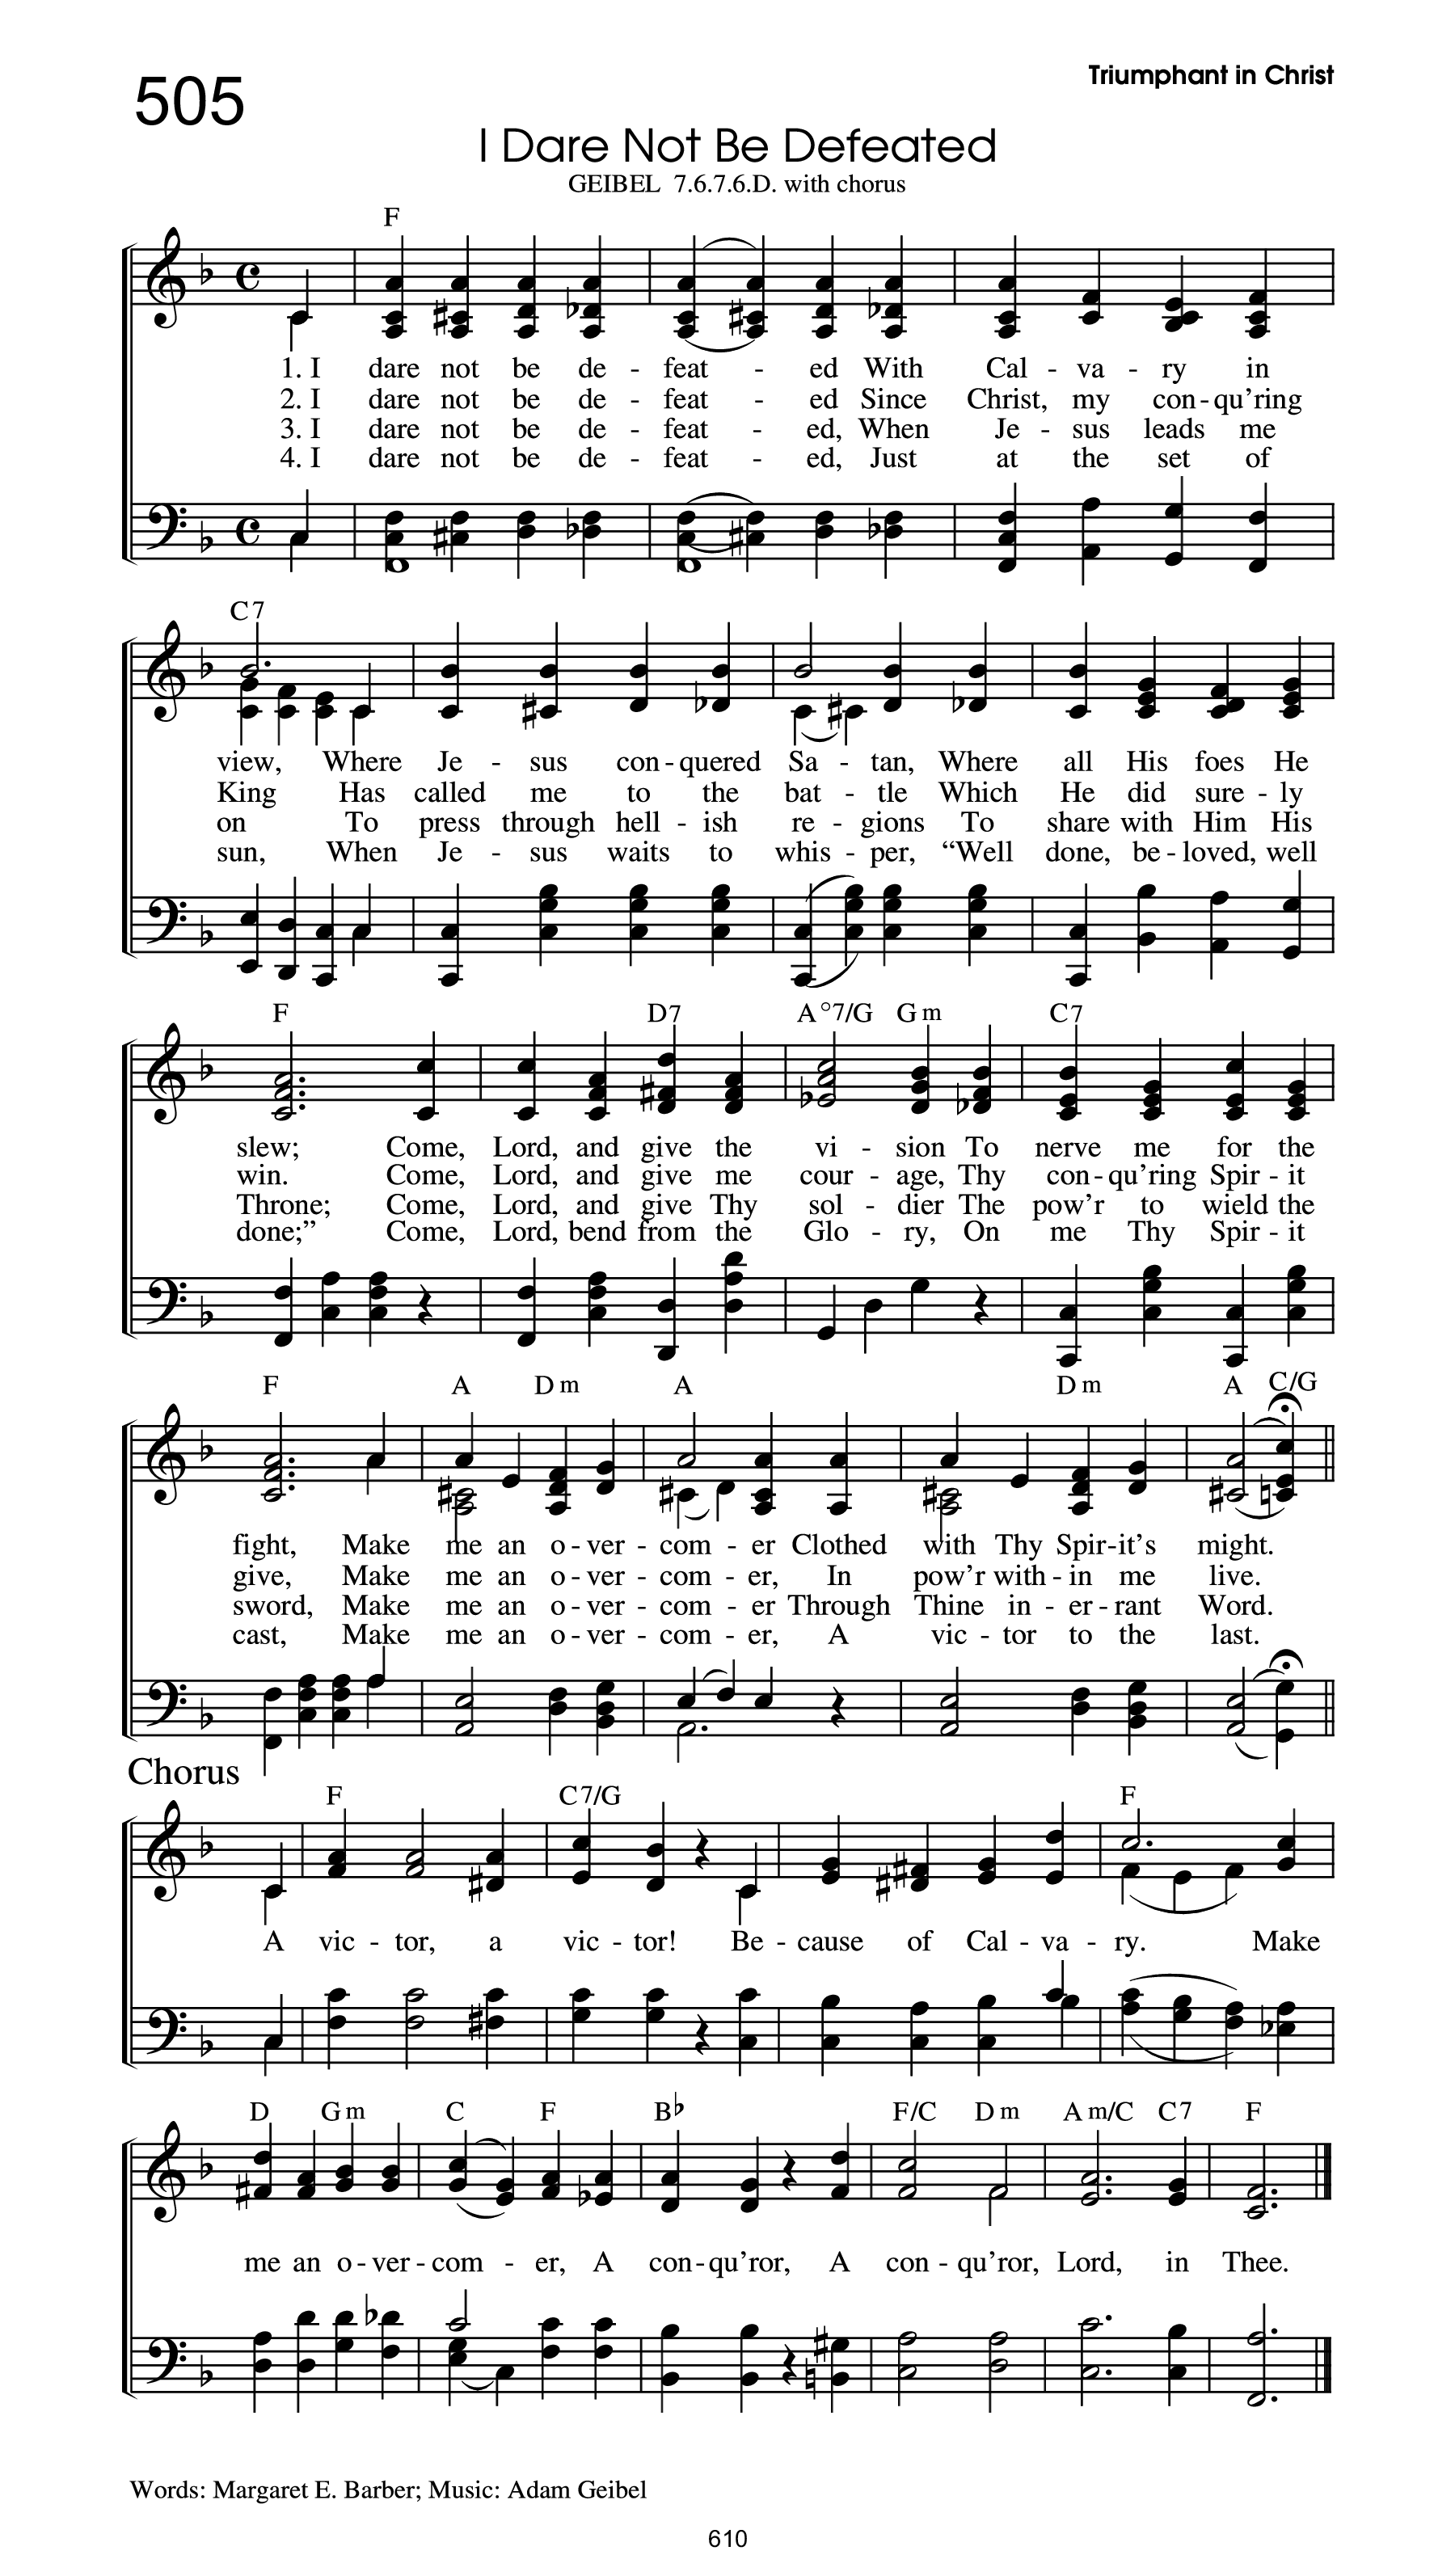 505
Triumphant in Christ
I Dare Not Be Defeated
GEIBEL 7.6.7.6.D. with chorus
F
1. I dare not be de - feat - ed With Cal - va - ry in
2. I dare not be de - feat - ed Since Christ, my con - qu'ring
3. I dare not be de - feat - ed, When Je - sus leads me
4. I dare not be de - feat - ed, Just at the set of
C7
view, Where Je - sus con - quered Sa - tan, Where all His foes He
King Has called me to the bat - tle Which He did sure - ly
on To press through hell - ish re - gions To share with Him His
sun, When Je - sus waits to whis - per, “Well done, be - loved, well
F D7 A°7/G Gm C7
slew; Come, Lord, and give the vi - sion To nerve me for the
win. Come, Lord, and give me cour - age, Thy con - qu'ring Spir - it
Throne; Come, Lord, and give Thy sol - dier The pow'r to wield the
done;” Come, Lord, bend from the Glo - ry, On me Thy Spir - it
F A Dm A Dm A C/G
fight, Make me an o - ver - com - er Clothed with Thy Spir - it's might.
give, Make me an o - ver - com - er, In pow'r with - in me live.
sword, Make me an o - ver - com - er Through Thine in - er - rant Word.
cast, Make me an o - ver - com - er, A vic - tor to the last.
Chorus
F C7/G F
A vic - tor, a vic - tor! Be - cause of Cal - va - ry. Make
D Gm C F B♭ F/C Dm Am/C C7 F
me an o - ver - com - er, A con - qu'ror, A con - qu'ror, Lord, in Thee.
Words: Margaret E. Barber; Music: Adam Geibel
610